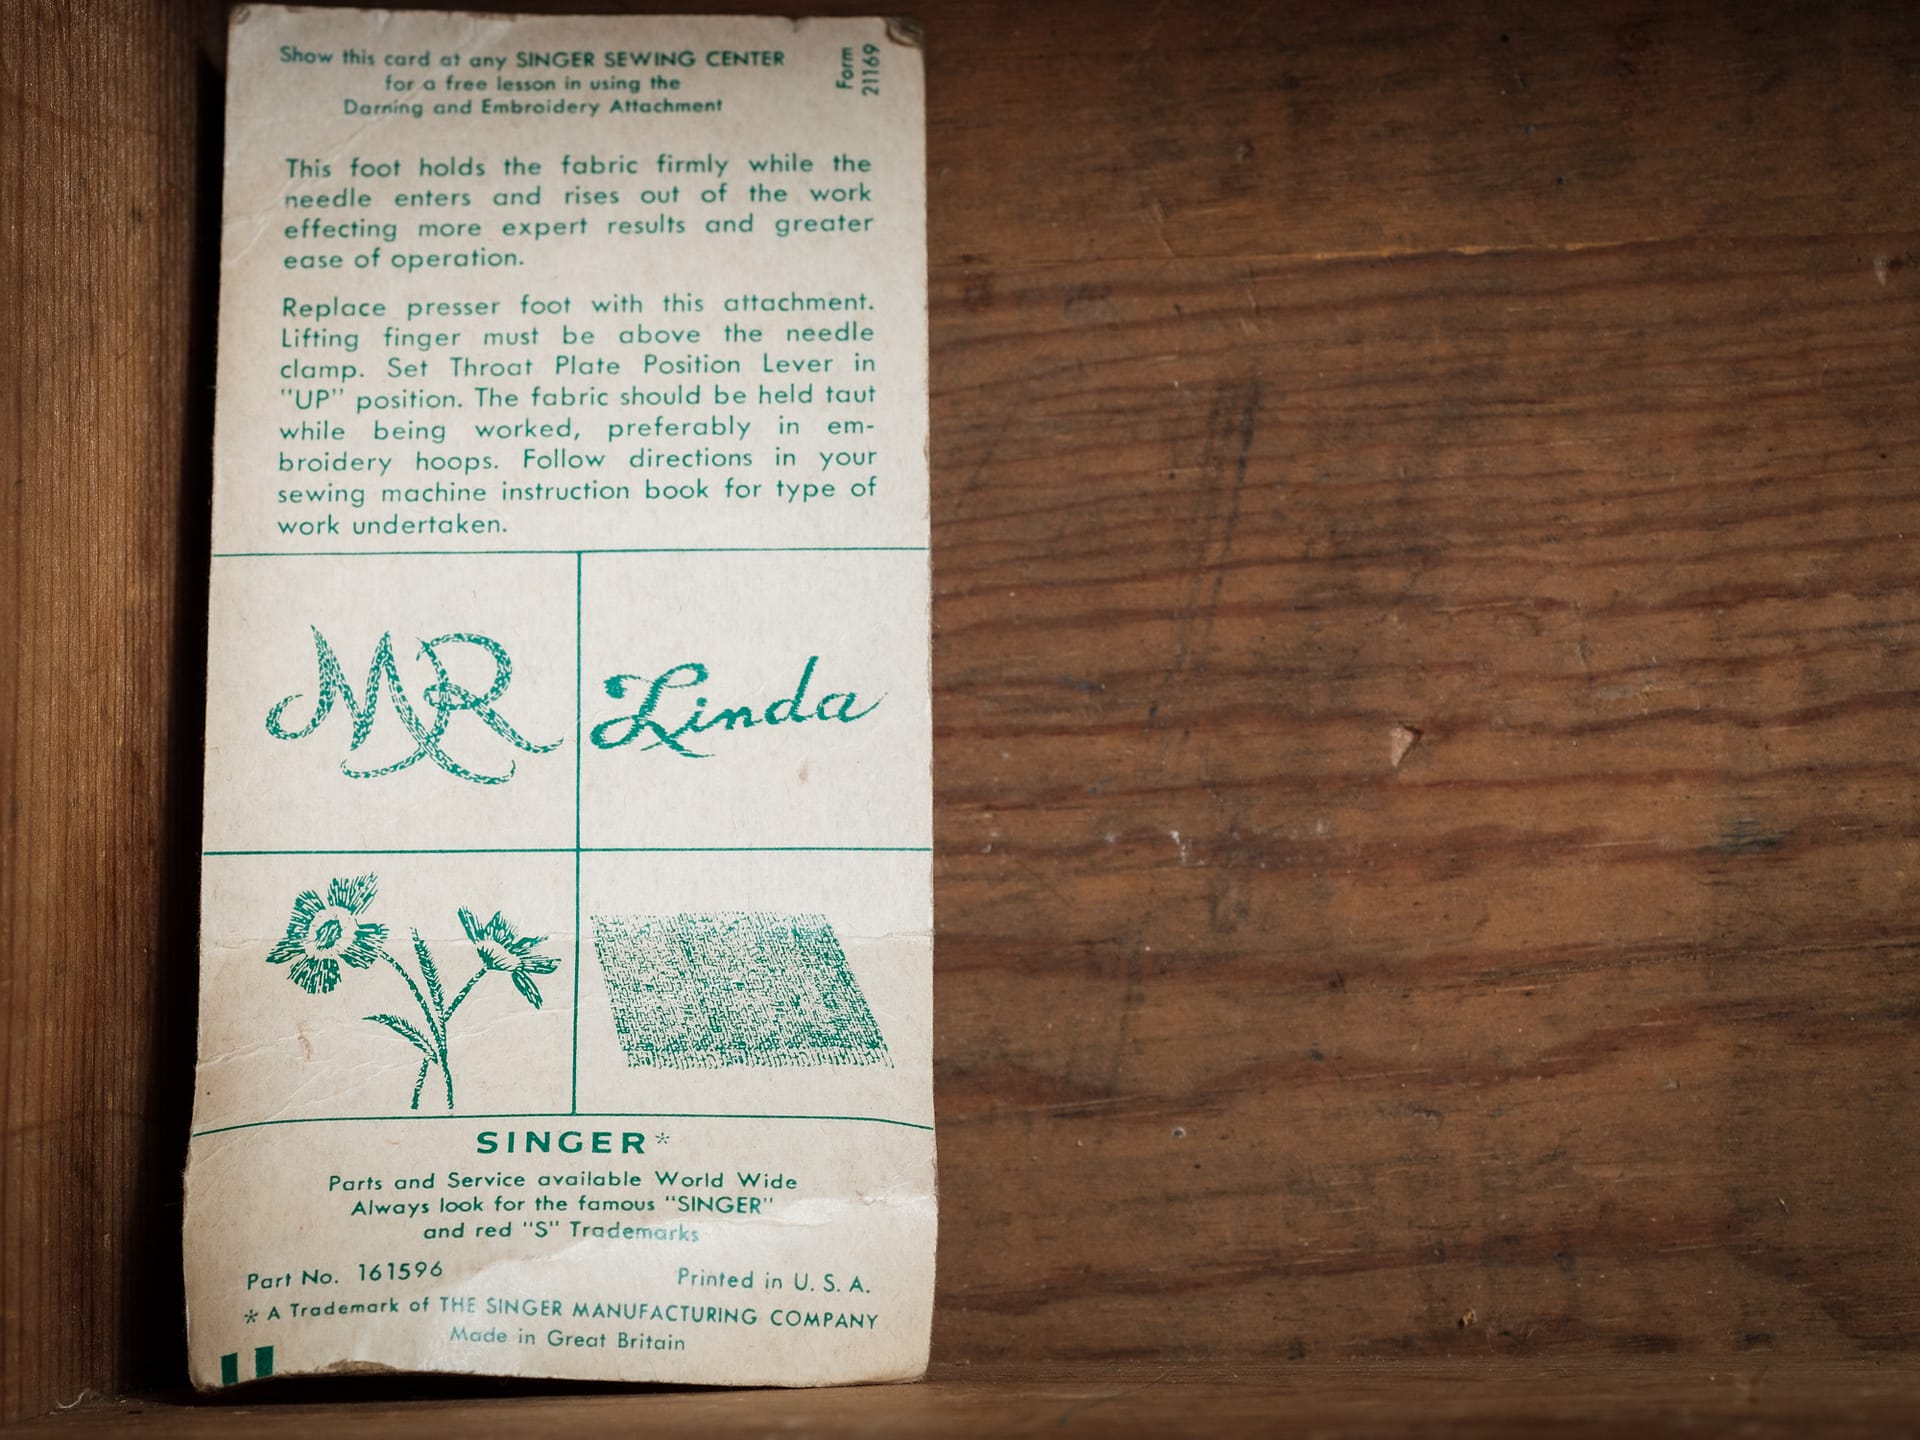 Show this card at any SINGER SEWING CENTER
for a free lesson in using the
Darning and Embroidery Attachment
Form
21169
This foot holds the fabric firmly while the
needle enters and rises out of the work
effecting more expert results and greater
ease of operation.
Replace presser foot with this attachment.
Lifting finger must be above the needle
clamp. Set Throat Plate Position Lever in
"UP" position. The fabric should be held taut
while being worked, preferably in em-
broidery hoops. Follow directions in your
sewing machine instruction book for type of
work undertaken.
MR
Linda
SINGER*
Parts and Service available World Wide
Always look for the famous "SINGER"
and red "S" Trademarks
Part No. 161596
Printed in U. S. A.
* A Trademark of THE SINGER MANUFACTURING COMPANY
Made in Great Britain